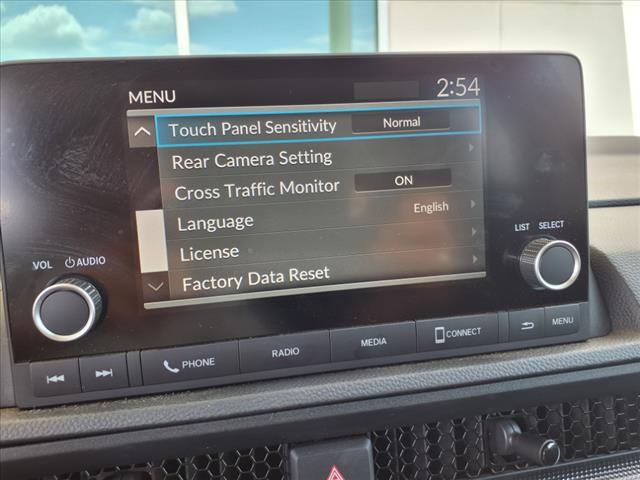 MENU 2:54
Touch Panel Sensitivity Normal
Rear Camera Setting
Cross Traffic Monitor ON
Language English
License
Factory Data Reset
VOL AUDIO
LIST SELECT
PHONE RADIO MEDIA CONNECT MENU